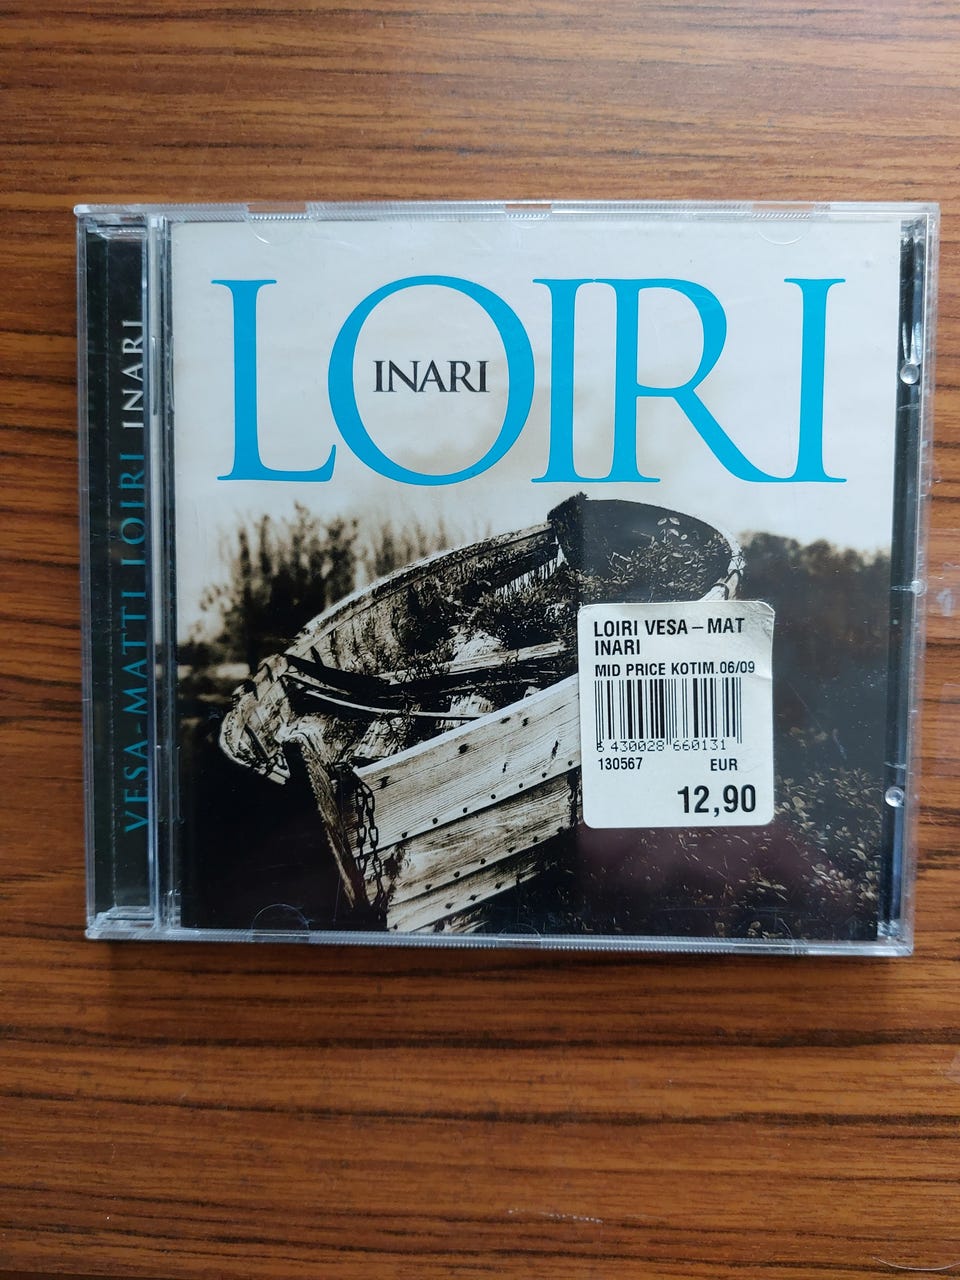 VESA-MATTI LOIRI INARI
LOIRI
INARI
LOIRI VESA-MAT
INARI
MID PRICE KOTIM.06/09
6 430028 660131
130567 EUR
12,90